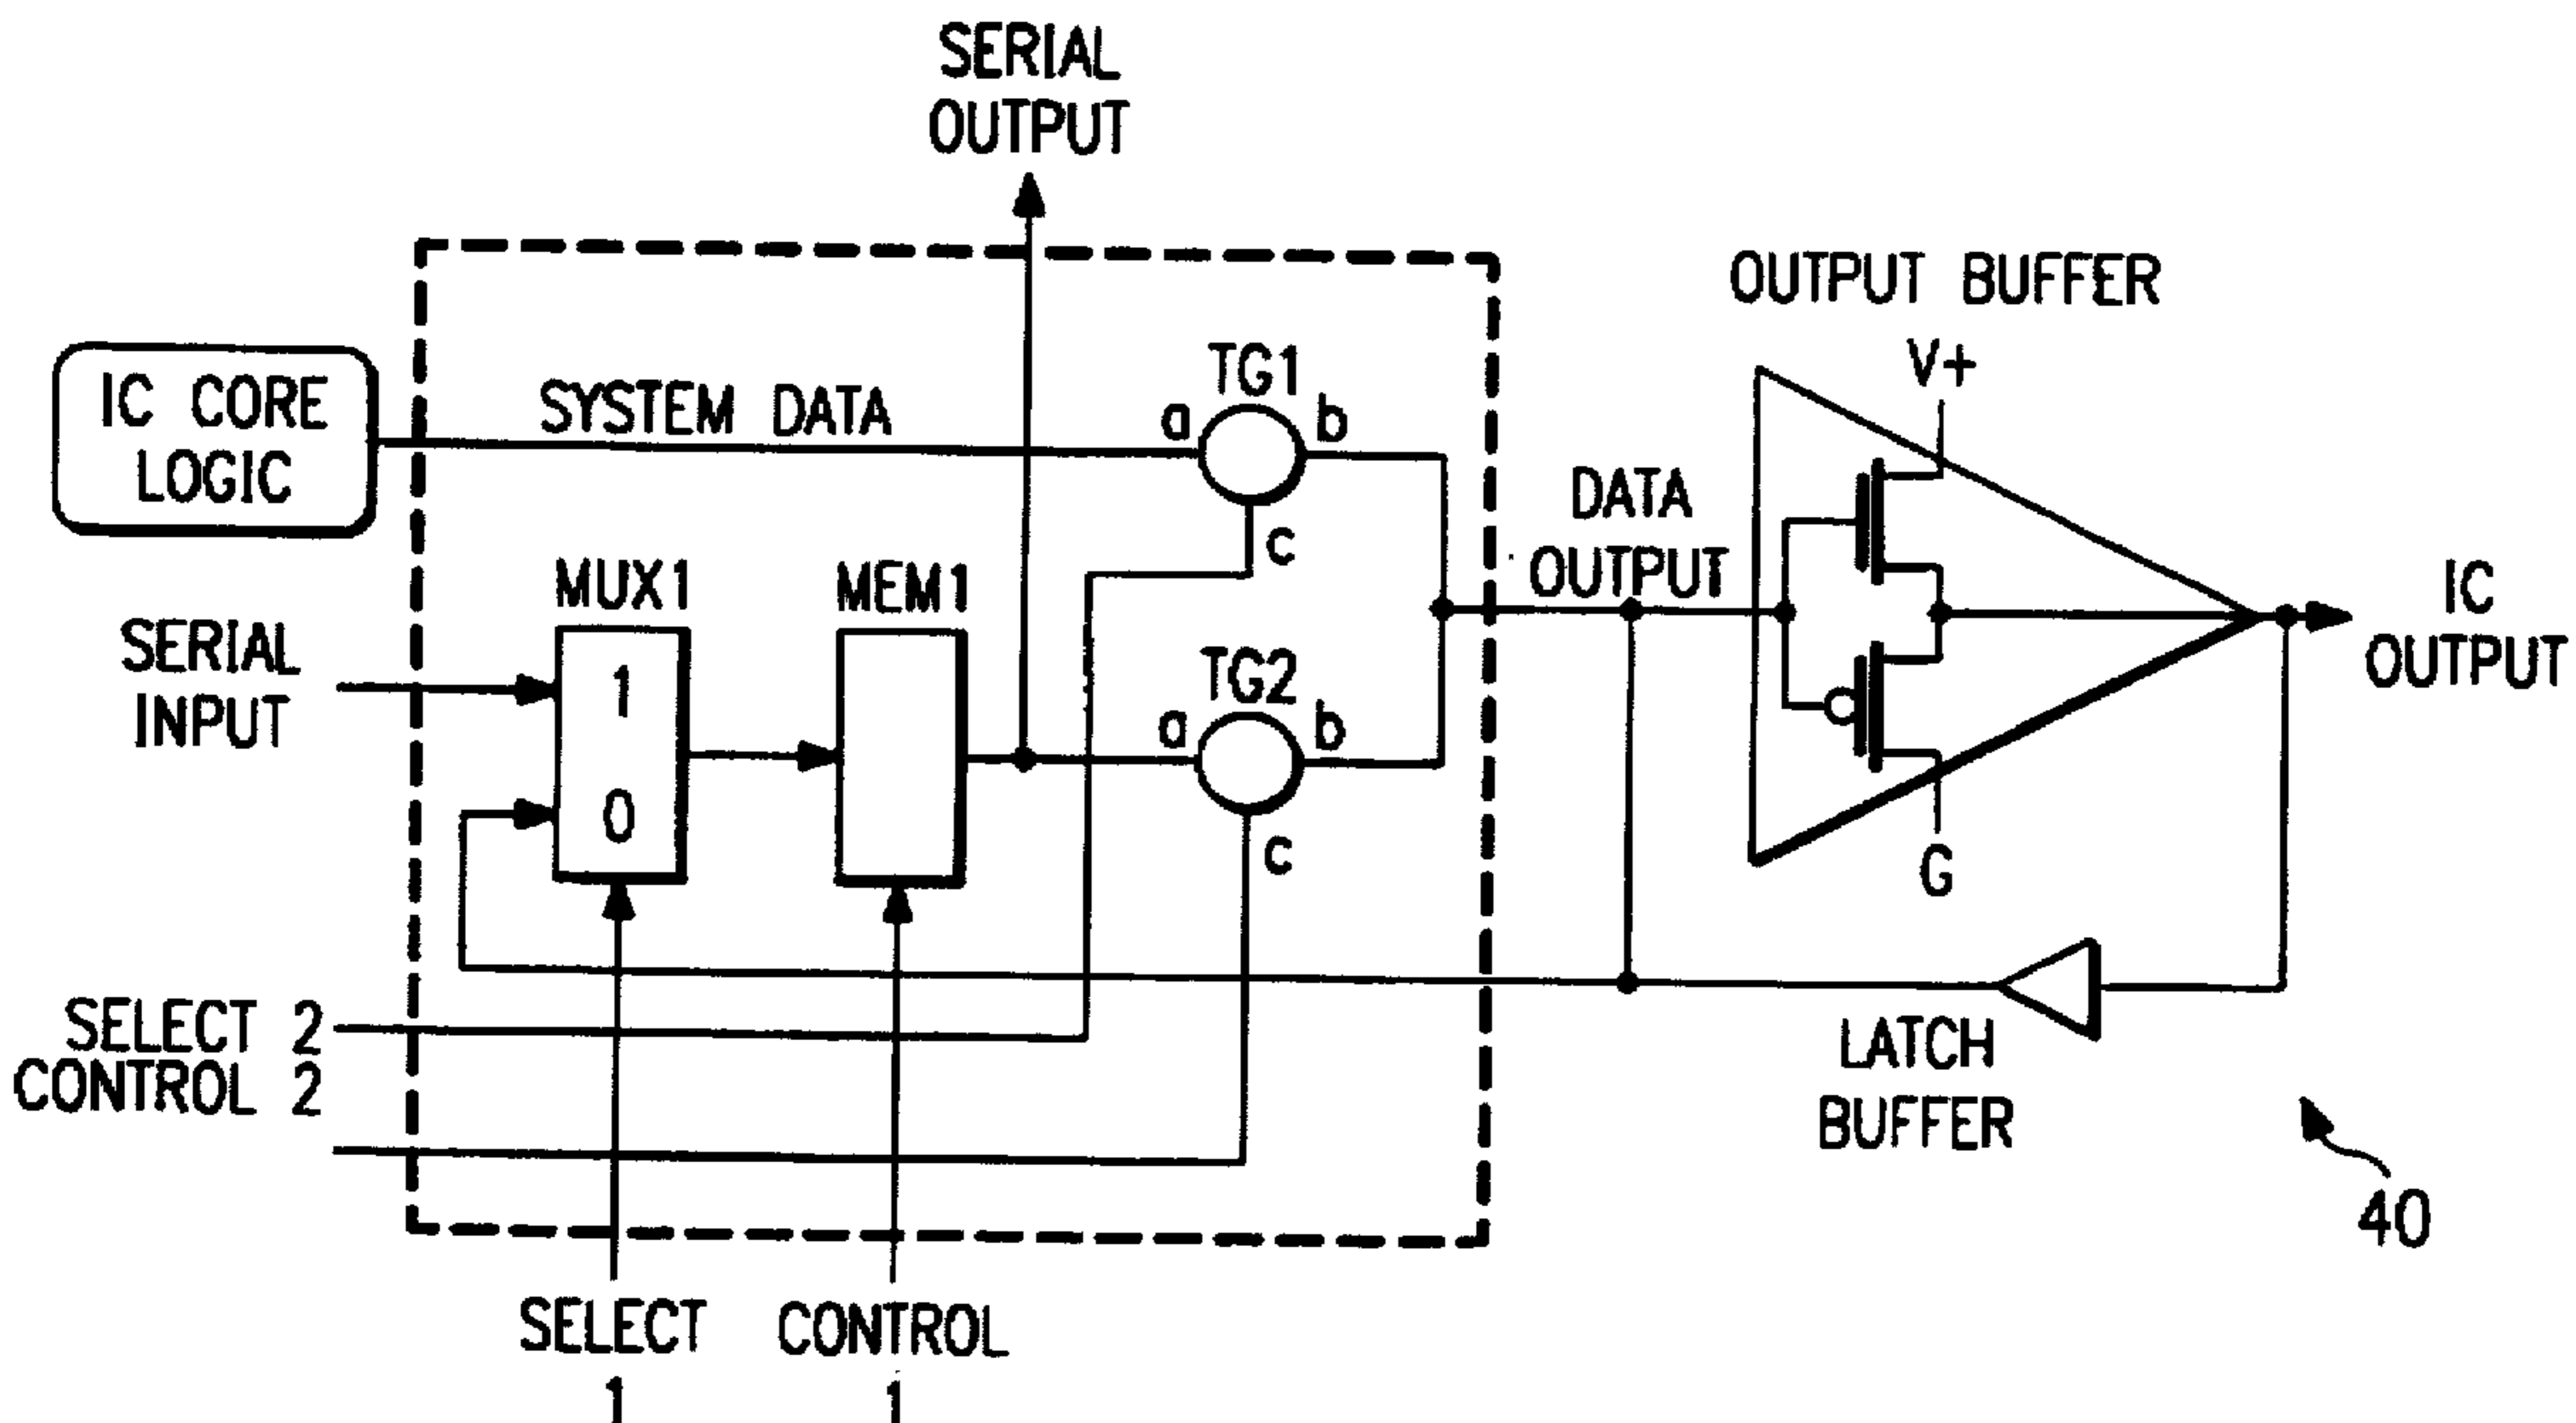 SERIAL
OUTPUT
OUTPUT BUFFER
V+
IC CORE
LOGIC
SYSTEM DATA
TG1
a
b
c
DATA
OUTPUT
MUX1
MEM1
IC
OUTPUT
SERIAL
INPUT
1
0
TG2
a
b
c
G
SELECT 2
CONTROL 2
LATCH
BUFFER
40
SELECT
1
CONTROL
1